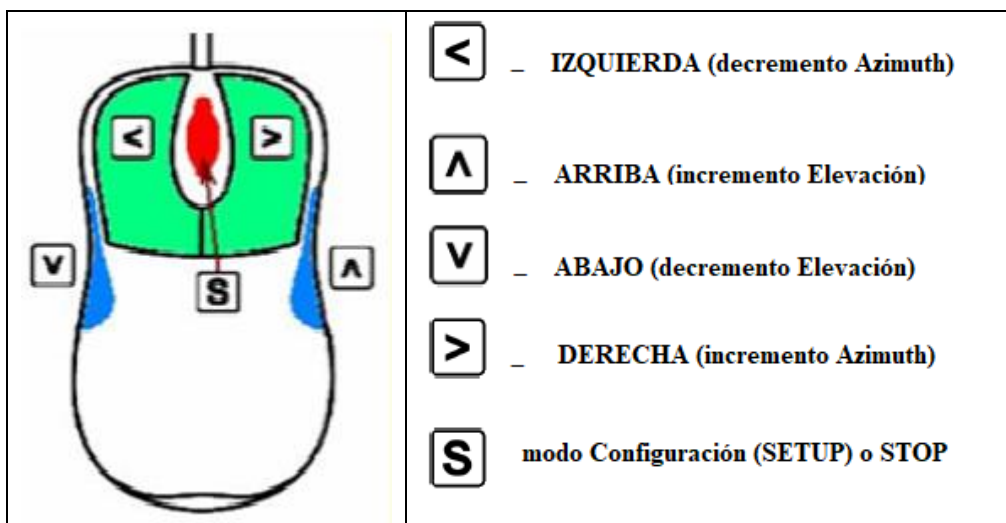 < >
V Λ
S
< _ IZQUIERDA (decremento Azimuth)
Λ _ ARRIBA (incremento Elevación)
V _ ABAJO (decremento Elevación)
> _ DERECHA (incremento Azimuth)
S modo Configuración (SETUP) o STOP